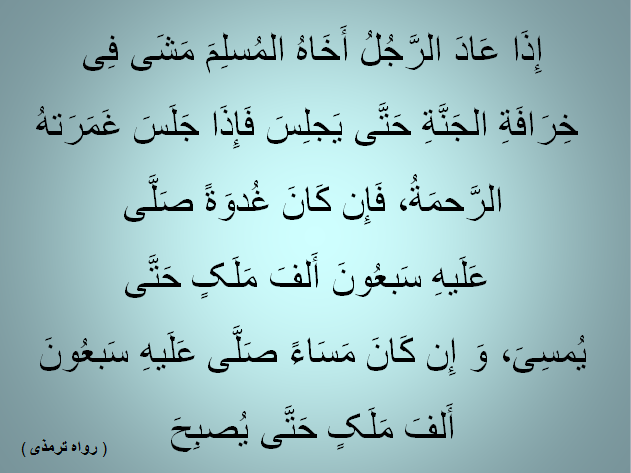 إِذَا عَادَ الرَّجُلُ أَخَاهُ المُسلِمَ مَشَى فِى
خِرَافَةِ الجَنَّةِ حَتَّى يَجلِسَ فَإِذَا جَلَسَ غَمَرَتهُ
الرَّحمَةُ، فَإِن كَانَ غُدوَةً صَلَّى
عَلَيهِ سَبعُونَ أَلفَ مَلَکٍ حَتَّى
يُمسِىَ، وَ إِن كَانَ مَسَاءً صَلَّى عَلَيهِ سَبعُونَ
أَلفَ مَلَکٍ حَتَّى يُصبِحَ
( رواه ترمذی )